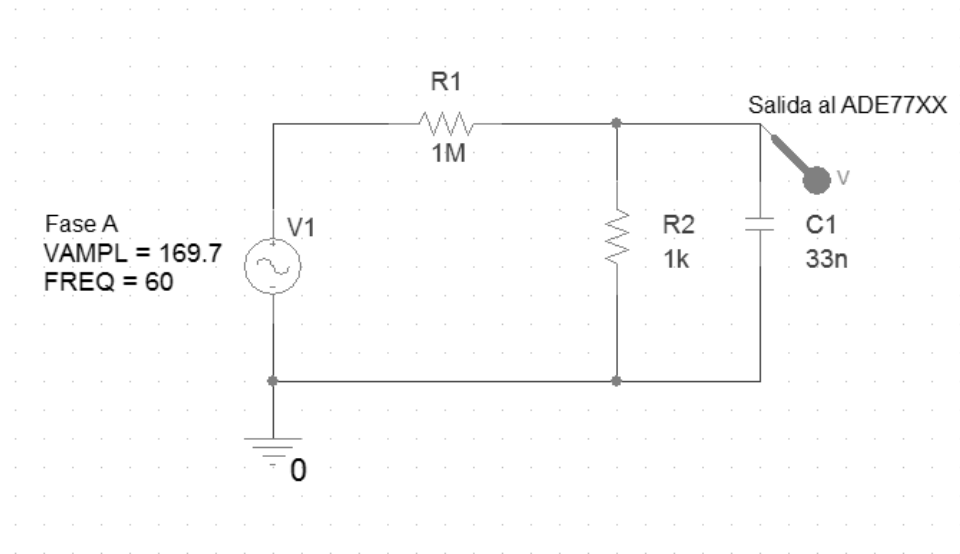 R1
1M
Salida al ADE77XX
V
Fase A
VAMPL = 169.7
FREQ = 60
V1
R2
1k
C1
33n
0